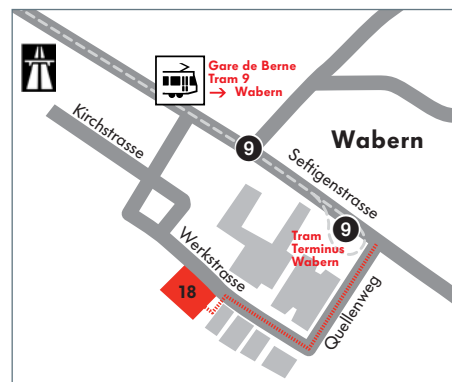 Gare de Berne
Tram 9
→ Wabern
Kirchstrasse
9
Wabern
Seftigenstrasse
9
Tram
Terminus
Wabern
Werkstrasse
18
Quellenweg